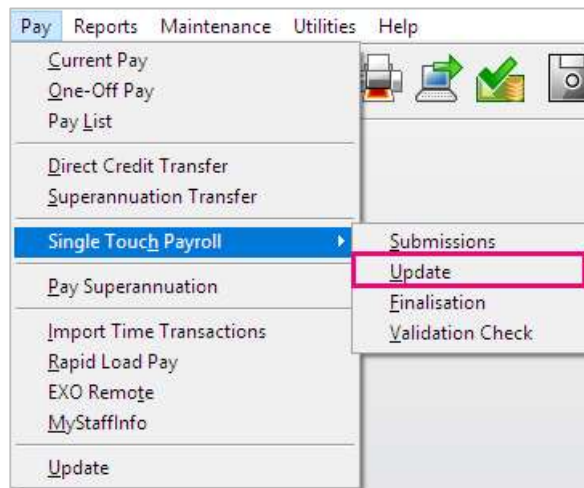 Pay Reports Maintenance Utilities Help
Current Pay
One-Off Pay
Pay List
Direct Credit Transfer
Superannuation Transfer
Single Touch Payroll
Pay Superannuation
Import Time Transactions
Rapid Load Pay
EXO Remote
MyStaffInfo
Update
Submissions
Update
Finalisation
Validation Check